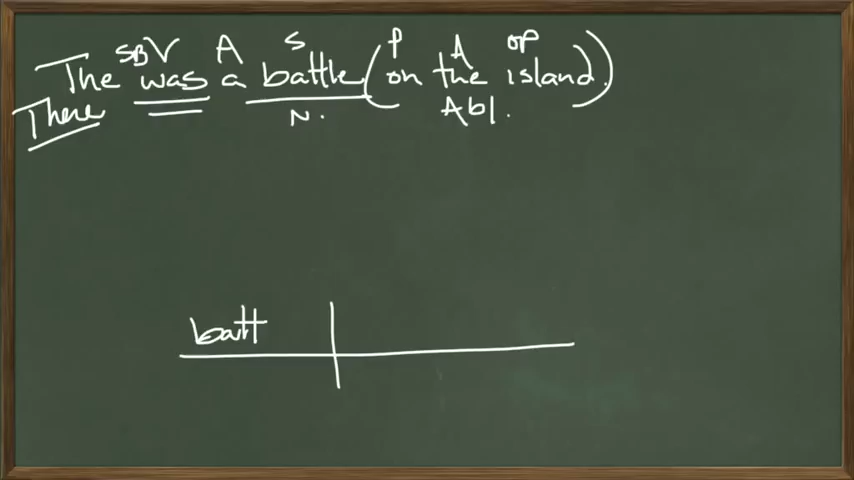 SBV A S P A OP
The was a battle (on the island.)
There N. Abl.
batt